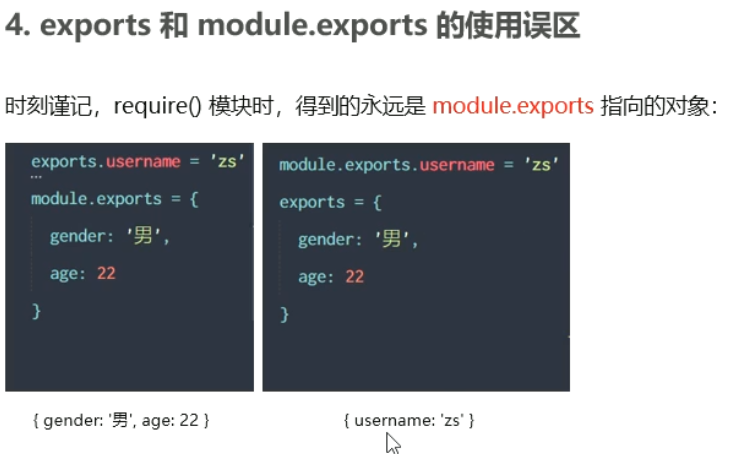 4. exports 和 module.exports 的使用误区
时刻谨记，require() 模块时，得到的永远是 module.exports 指向的对象：
exports.username = 'zs'
module.exports = {
gender: '男',
age: 22
}
module.exports.username = 'zs'
exports = {
gender: '男',
age: 22
}
{ gender: '男', age: 22 }
{ username: 'zs' }